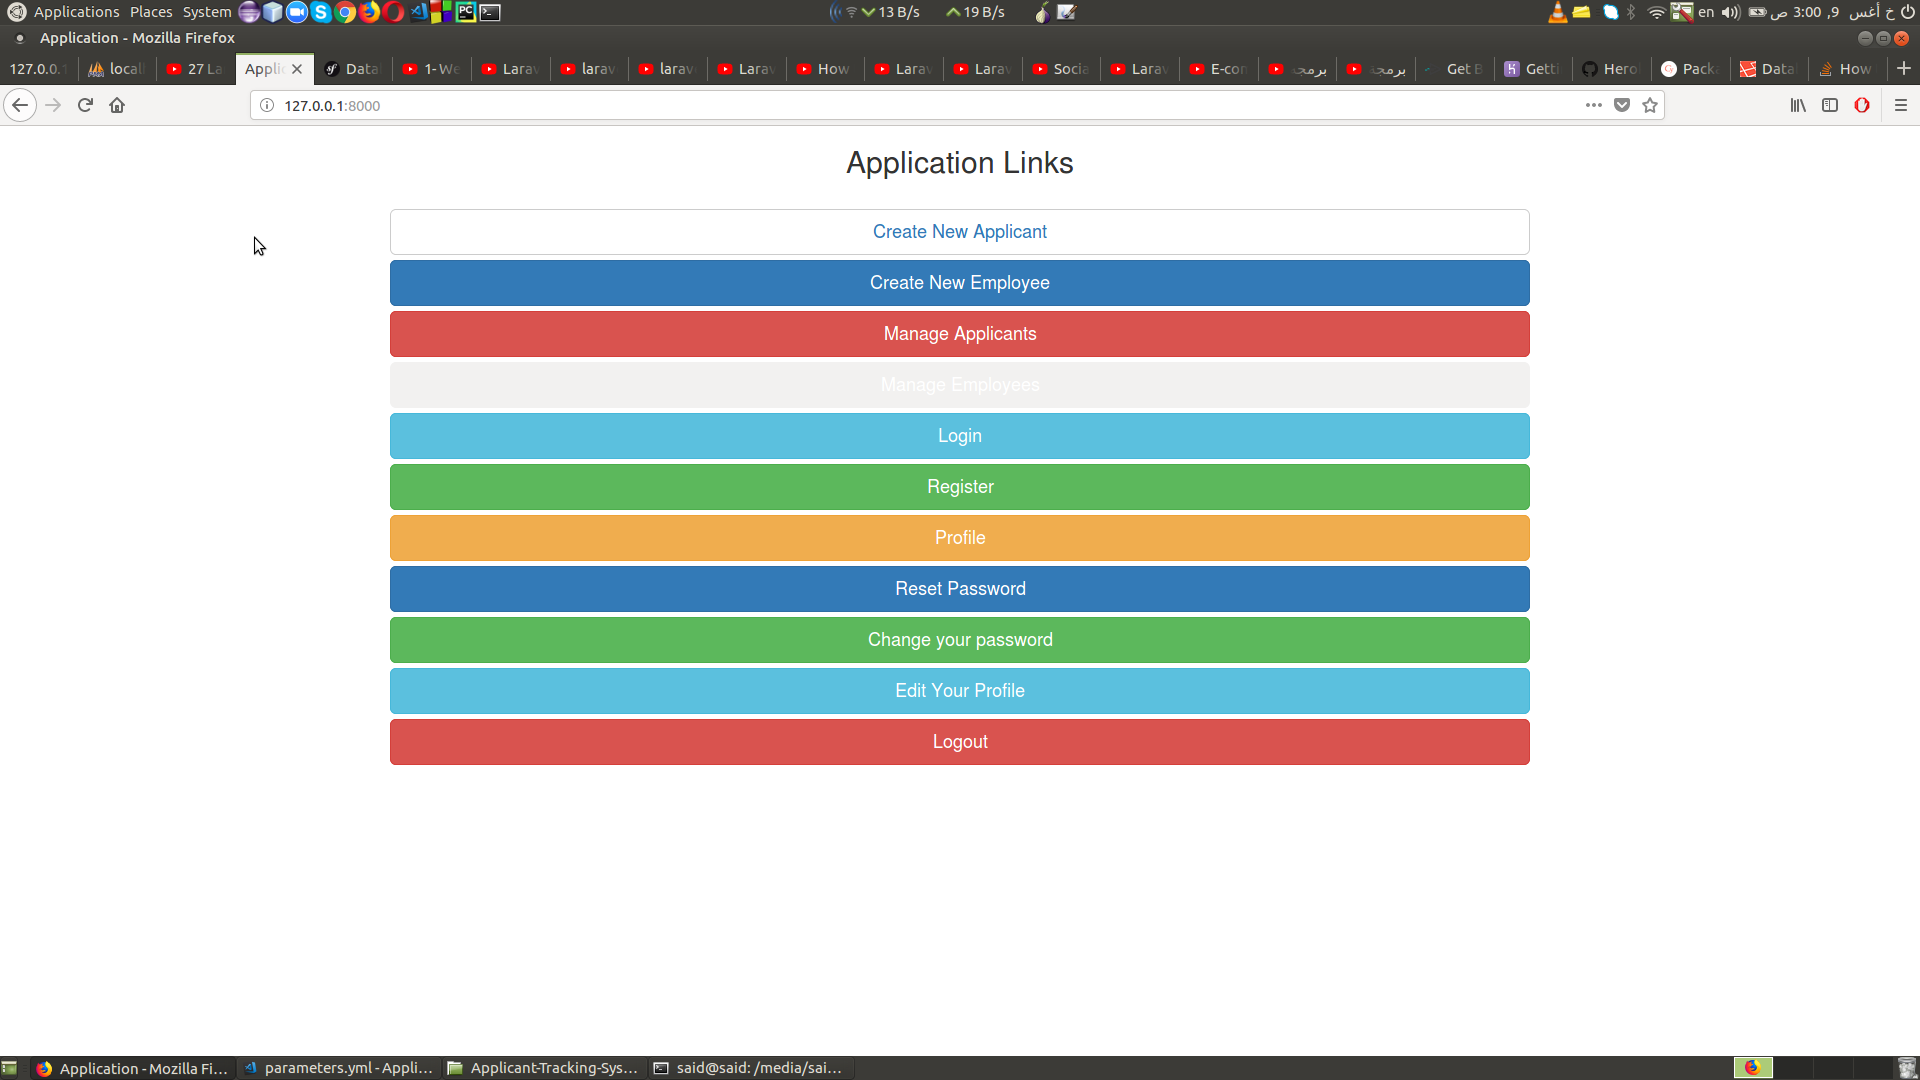 Applications Places System 13 B/s 19 B/s en خ أغس 9, 3:00 ص
Application - Mozilla Firefox
127.0.0.1 local 27 La Applic Data 1- We Larav larav larav Larav How Larav Larav Socia Larav E-con برمجة برمجة Get B Getti Hero Pack Data How
127.0.0.1:8000
Application Links
Create New Applicant
Create New Employee
Manage Applicants
Manage Employees
Login
Register
Profile
Reset Password
Change your password
Edit Your Profile
Logout
Application - Mozilla Fi... parameters.yml - Appli... Applicant-Tracking-Sys... said@said: /media/sai...